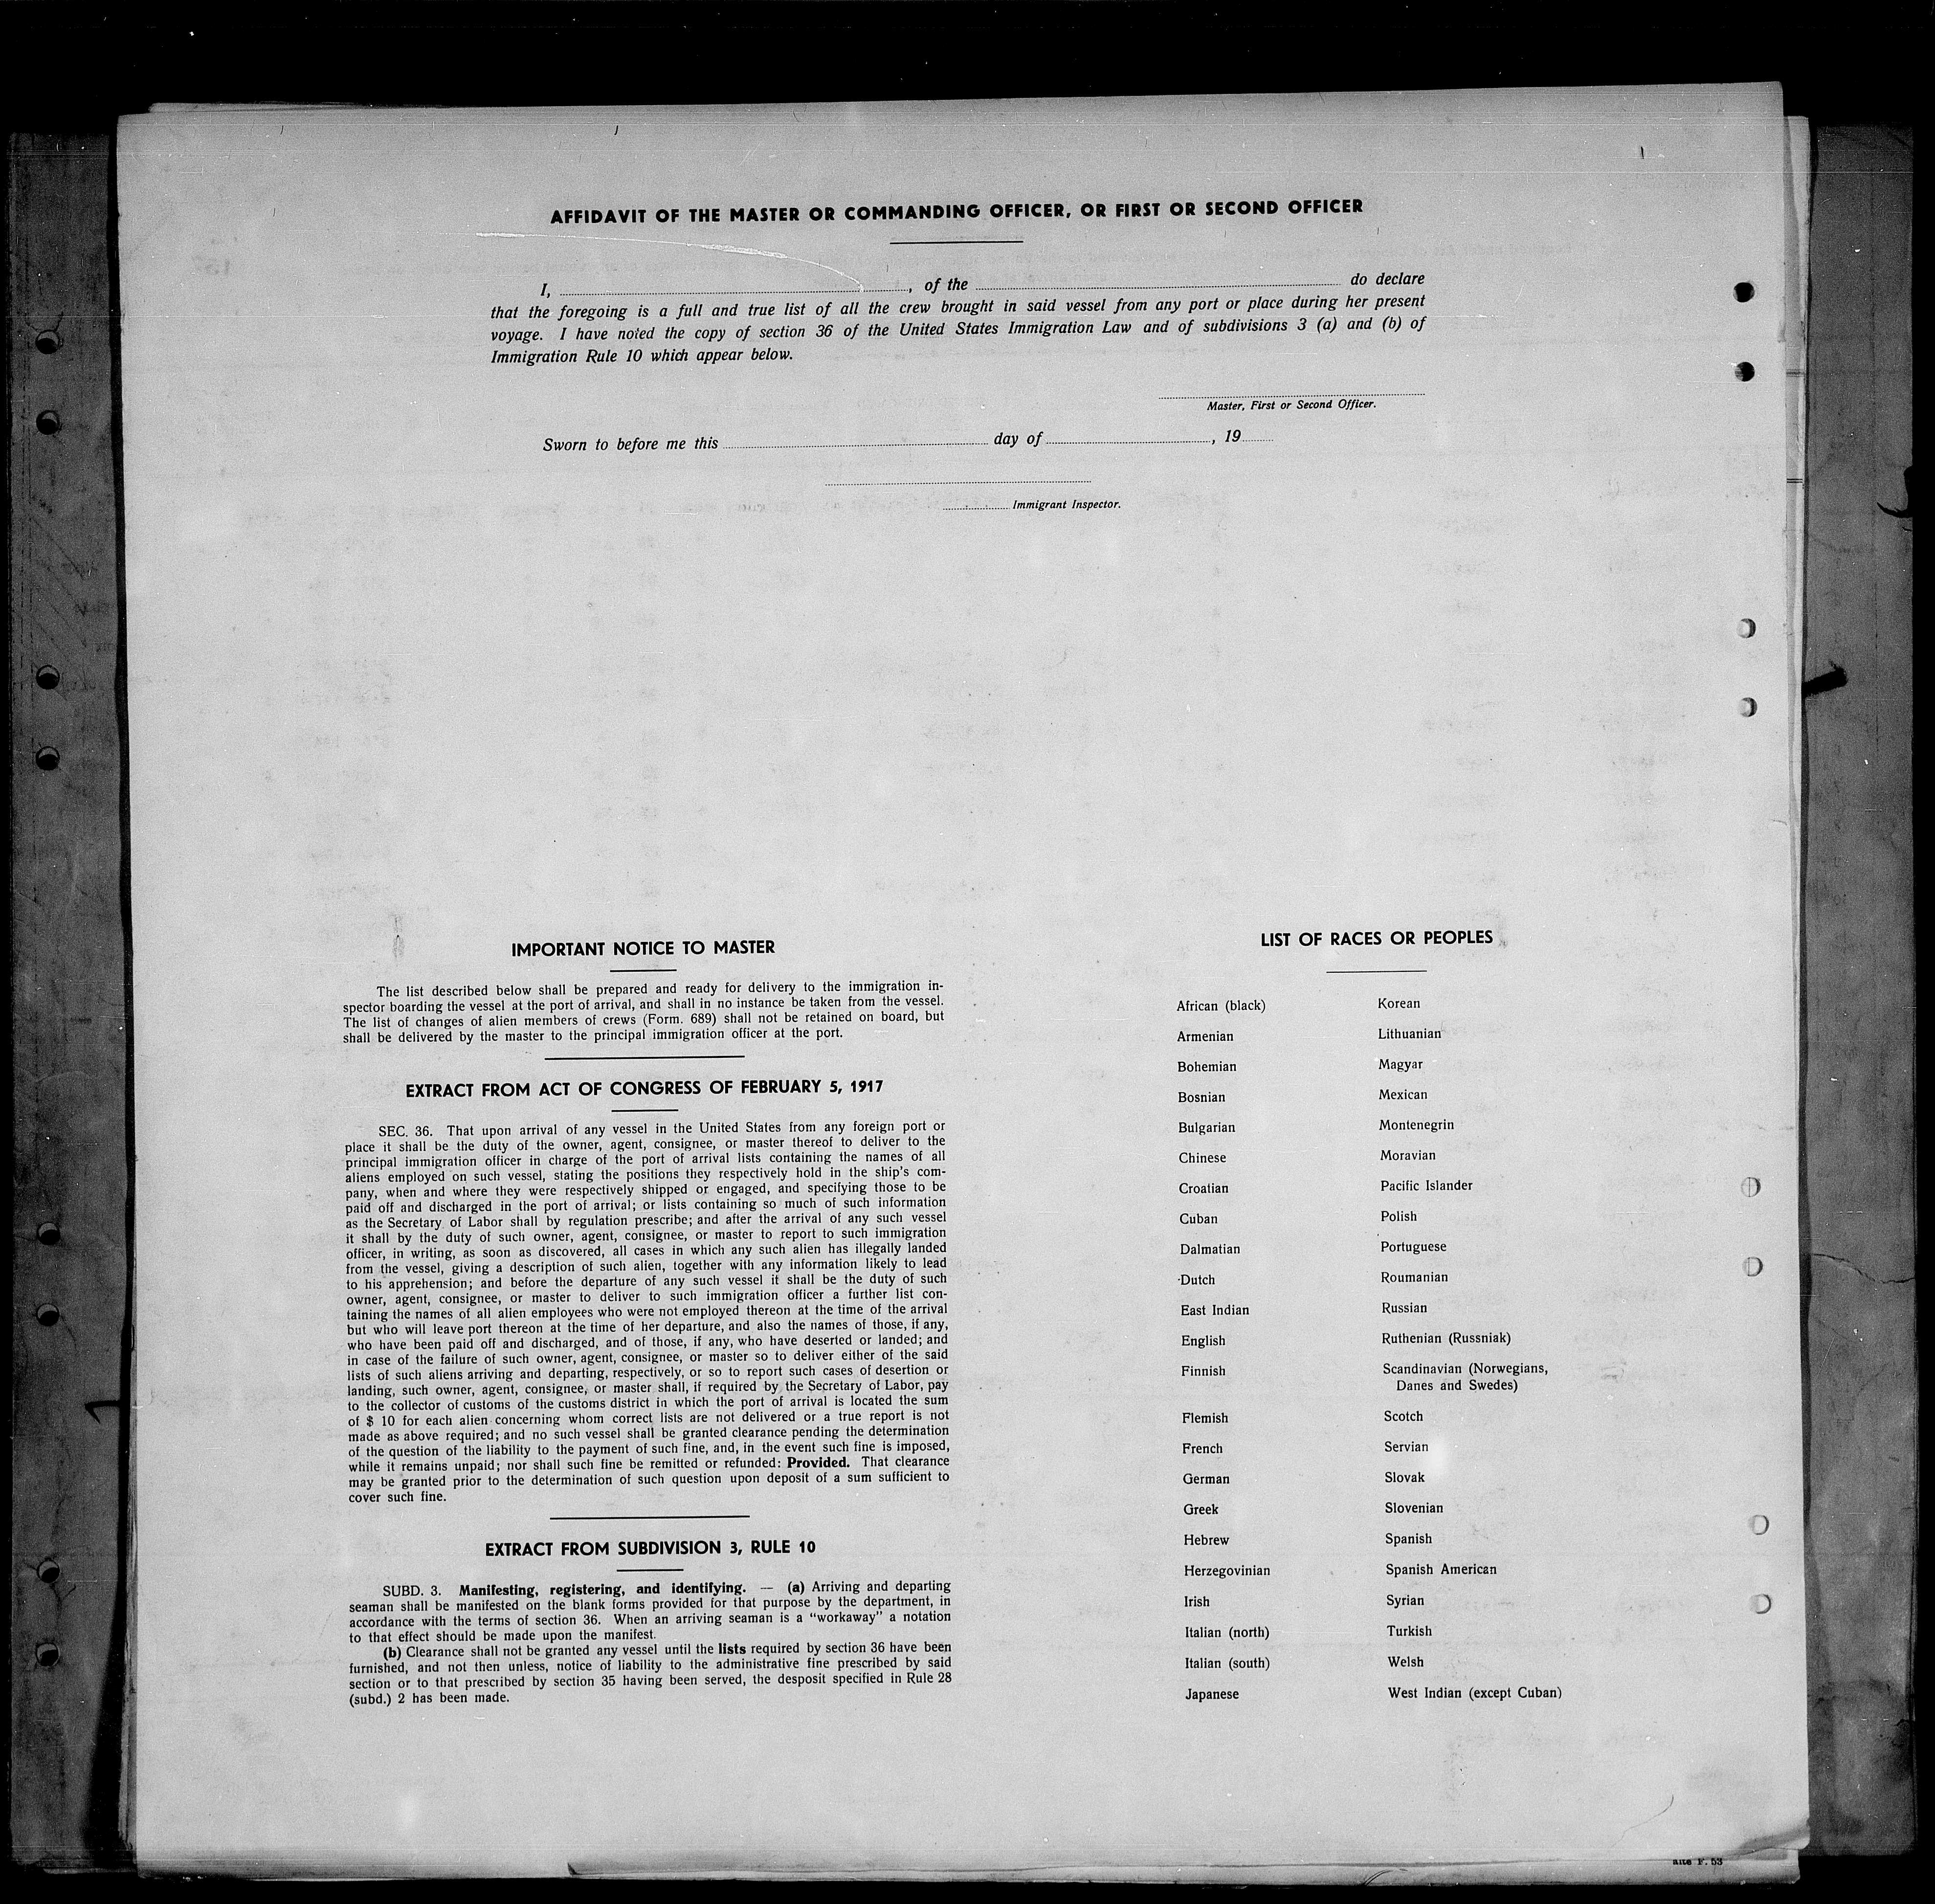 AFFIDAVIT OF THE MASTER OR COMMANDING OFFICER, OR FIRST OR SECOND OFFICER
I, , of the do declare
that the foregoing is a full and true list of all the crew brought in said vessel from any port or place during her present
voyage. I have noted the copy of section 36 of the United States Immigration Law and of subdivisions 3 (a) and (b) of
Immigration Rule 10 which appear below.
Master, First or Second Officer.
Sworn to before me this day of , 19
Immigrant Inspector.
IMPORTANT NOTICE TO MASTER
The list described below shall be prepared and ready for delivery to the immigration in-
spector boarding the vessel at the port of arrival, and shall in no instance be taken from the vessel.
The list of changes of alien members of crews (Form. 689) shall not be retained on board, but
shall be delivered by the master to the principal immigration officer at the port.
EXTRACT FROM ACT OF CONGRESS OF FEBRUARY 5, 1917
SEC. 36. That upon arrival of any vessel in the United States from any foreign port or
place it shall be the duty of the owner, agent, consignee, or master thereof to deliver to the
principal immigration officer in charge of the port of arrival lists containing the names of all
aliens employed on such vessel, stating the positions they respectively hold in the ship's com-
pany, when and where they were respectively shipped or engaged, and specifying those to be
paid off and discharged in the port of arrival; or lists containing so much of such information
as the Secretary of Labor shall by regulation prescribe; and after the arrival of any such vessel
it shall by the duty of such owner, agent, consignee, or master to report to such immigration
officer, in writing, as soon as discovered, all cases in which any such alien has illegally landed
from the vessel, giving a description of such alien, together with any information likely to lead
to his apprehension; and before the departure of any such vessel it shall be the duty of such
owner, agent, consignee, or master to deliver to such immigration officer a further list con-
taining the names of all alien employees who were not employed thereon at the time of the arrival
but who will leave port thereon at the time of her departure, and also the names of those, if any,
who have been paid off and discharged, and of those, if any, who have deserted or landed; and
in case of the failure of such owner, agent, consignee, or master so to deliver either of the said
lists of such aliens arriving and departing, respectively, or so to report such cases of desertion or
landing, such owner, agent, consignee, or master shall, if required by the Secretary of Labor, pay
to the collector of customs of the customs district in which the port of arrival is located the sum
of $ 10 for each alien concerning whom correct lists are not delivered or a true report is not
made as above required; and no such vessel shall be granted clearance pending the determination
of the question of the liability to the payment of such fine, and, in the event such fine is imposed,
while it remains unpaid; nor shall such fine be remitted or refunded: Provided. That clearance
may be granted prior to the determination of such question upon deposit of a sum sufficient to
cover such fine.
EXTRACT FROM SUBDIVISION 3, RULE 10
SUBD. 3. Manifesting, registering, and identifying. — (a) Arriving and departing
seaman shall be manifested on the blank forms provided for that purpose by the department, in
accordance with the terms of section 36. When an arriving seaman is a "workaway" a notation
to that effect should be made upon the manifest.
(b) Clearance shall not be granted any vessel until the lists required by section 36 have been
furnished, and not then unless, notice of liability to the administrative fine prescribed by said
section or to that prescribed by section 35 having been served, the desposit specified in Rule 28
(subd.) 2 has been made.
LIST OF RACES OR PEOPLES
African (black)
Armenian
Bohemian
Bosnian
Bulgarian
Chinese
Croatian
Cuban
Dalmatian
Dutch
East Indian
English
Finnish
Flemish
French
German
Greek
Hebrew
Herzegovinian
Irish
Italian (north)
Italian (south)
Japanese
Korean
Lithuanian
Magyar
Mexican
Montenegrin
Moravian
Pacific Islander
Polish
Portuguese
Roumanian
Russian
Ruthenian (Russniak)
Scandinavian (Norwegians,
Danes and Swedes)
Scotch
Servian
Slovak
Slovenian
Spanish
Spanish American
Syrian
Turkish
Welsh
West Indian (except Cuban)
F. 53